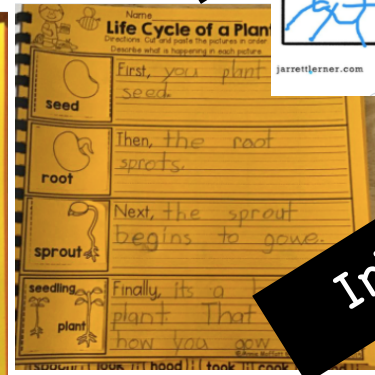 Name
Life Cycle of a Plant
Directions: Cut and paste the pictures in order.
Describe what is happening in each picture.
jarrettlerner.com
seed
First, you plant
seed.
root
Then, the root
sprots.
sprout
Next, the sprout
begins to gowe.
seedling
plant
Finally, its a
plant That
how you gow
In
look
hood
took
cook